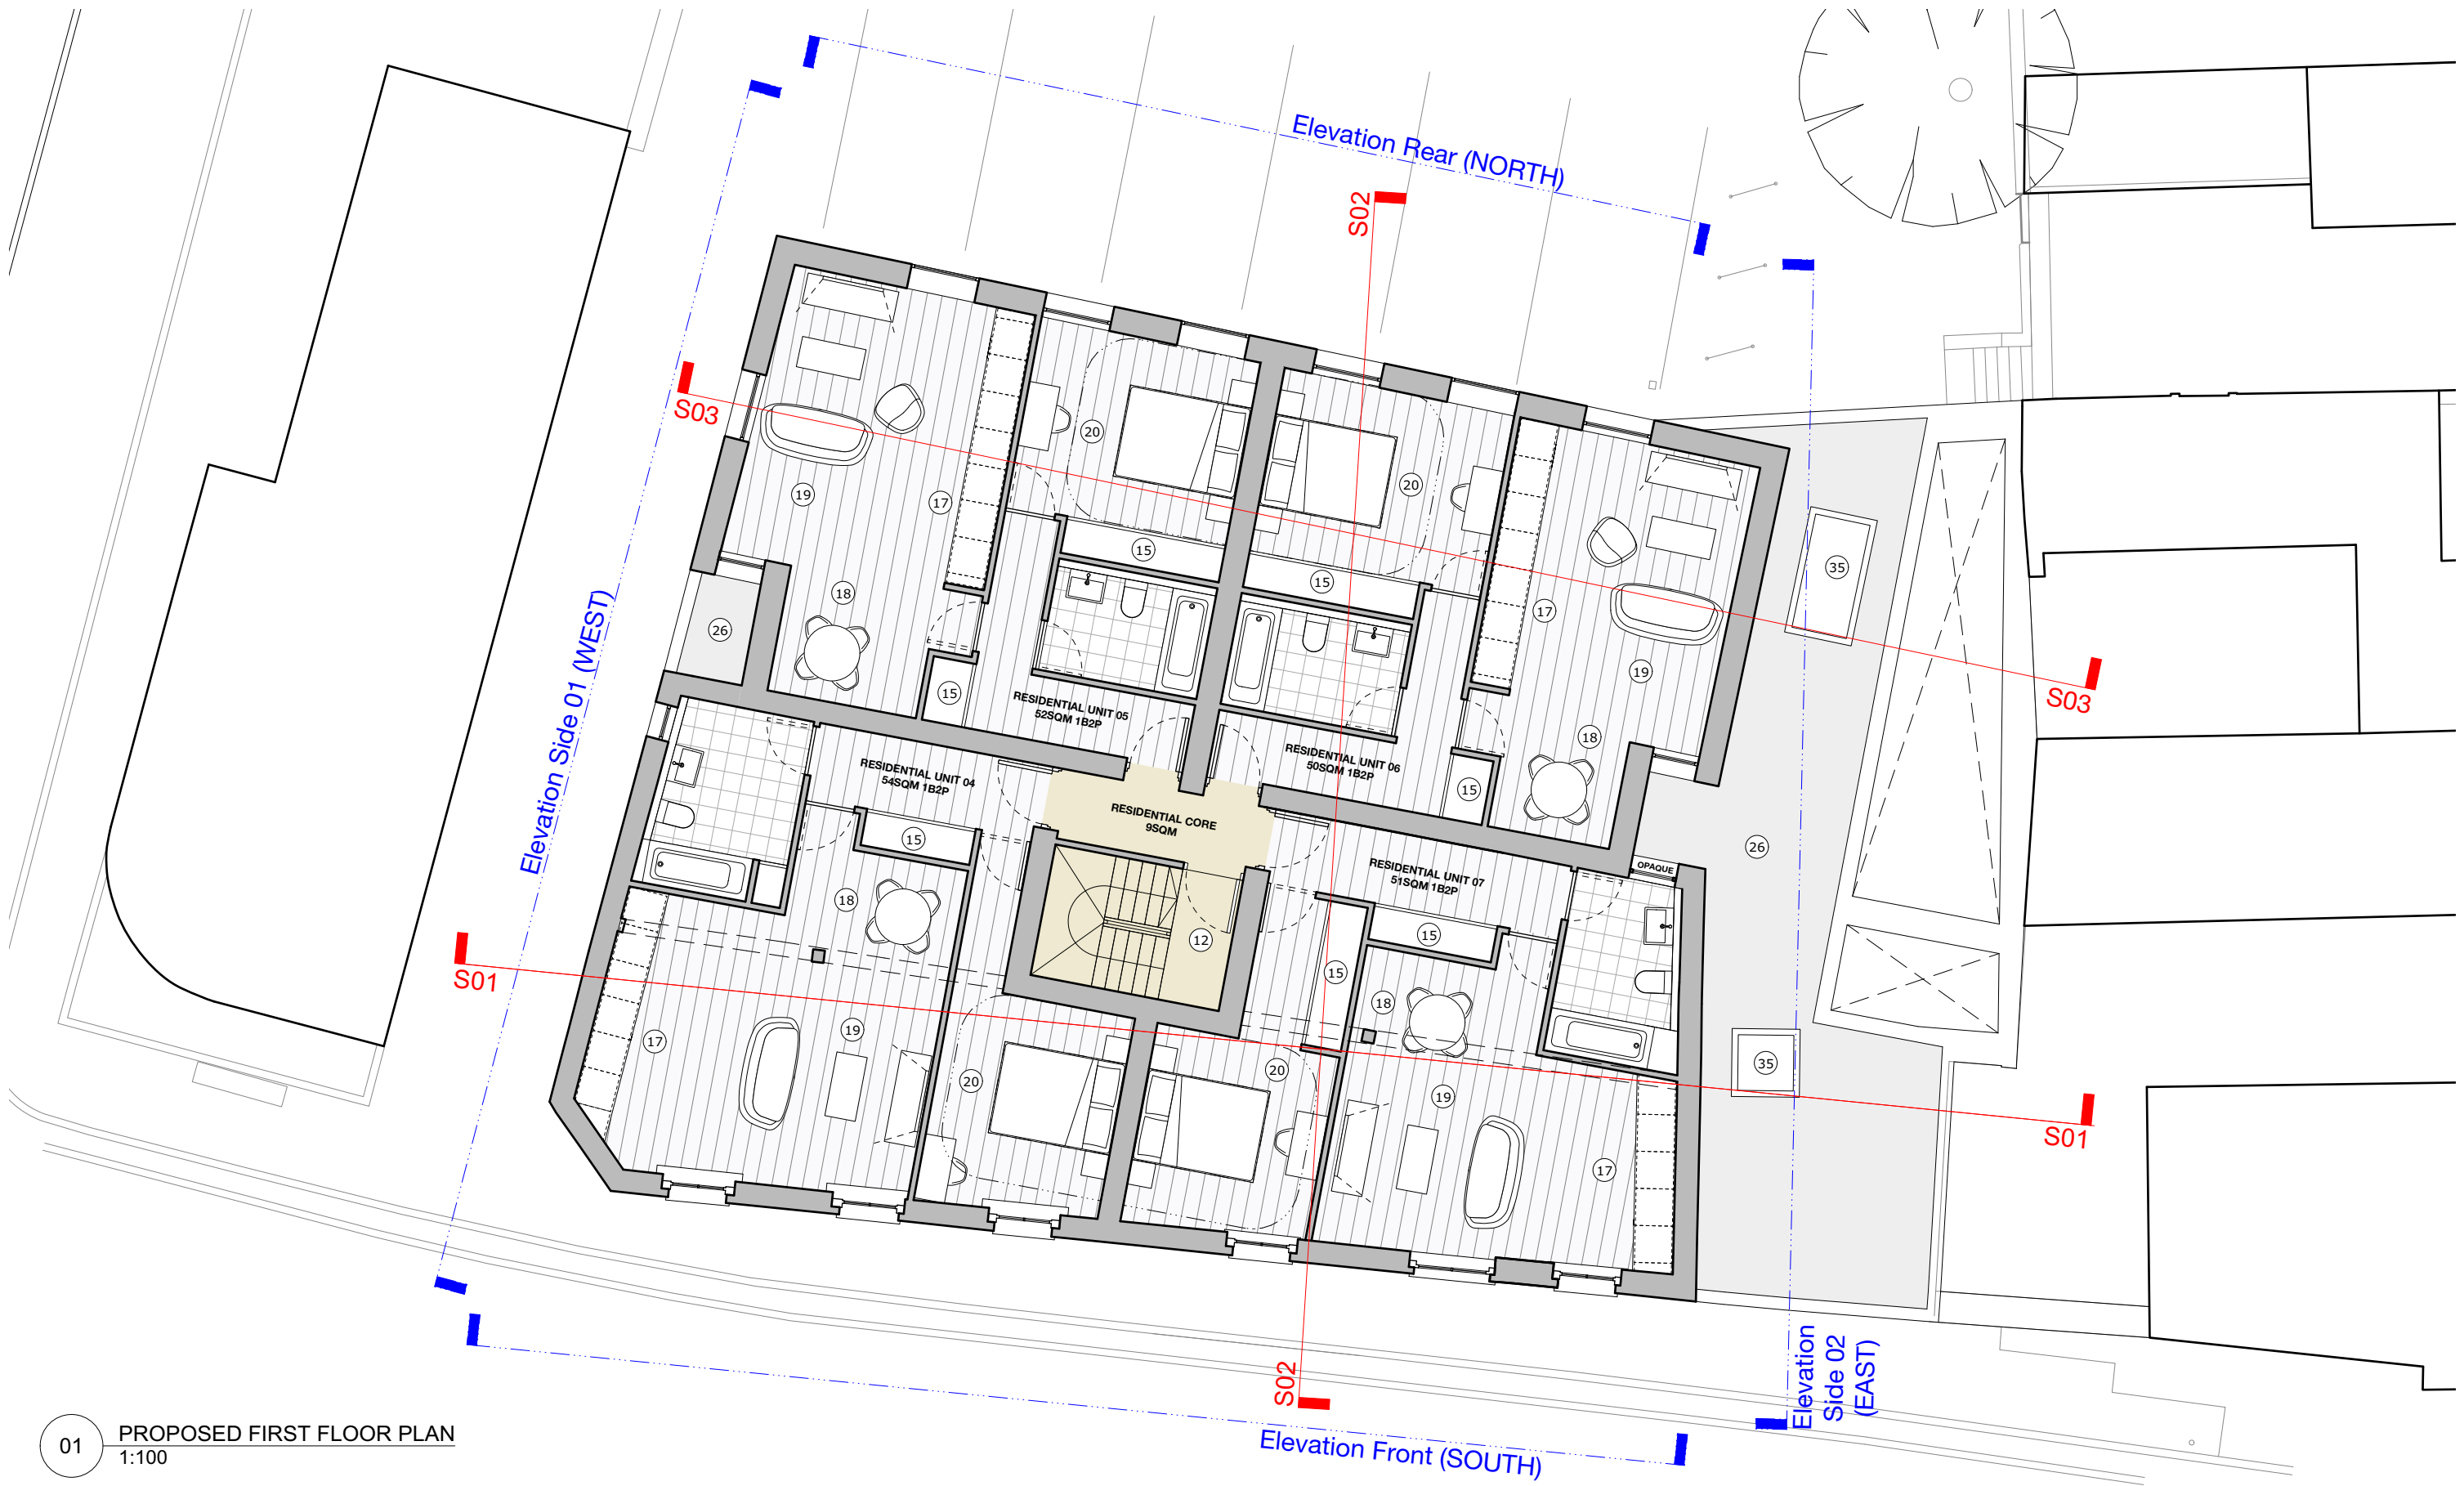 Elevation Rear (NORTH)
S02
S03
20
20
19
17
15
15
35
18
17
26
19
S03
15
RESIDENTIAL UNIT 05
52SQM 1B2P
Elevation Side 01 (WEST)
18
RESIDENTIAL UNIT 06
50SQM 1B2P
RESIDENTIAL UNIT 04
54SQM 1B2P
15
RESIDENTIAL CORE
9SQM
15
26
OPAQUE
RESIDENTIAL UNIT 07
51SQM 1B2P
18
12
15
S01
15
18
19
17
35
20
20
19
S01
17
S02
Elevation
Side 02
(EAST)
Elevation Front (SOUTH)
01
PROPOSED FIRST FLOOR PLAN
1:100